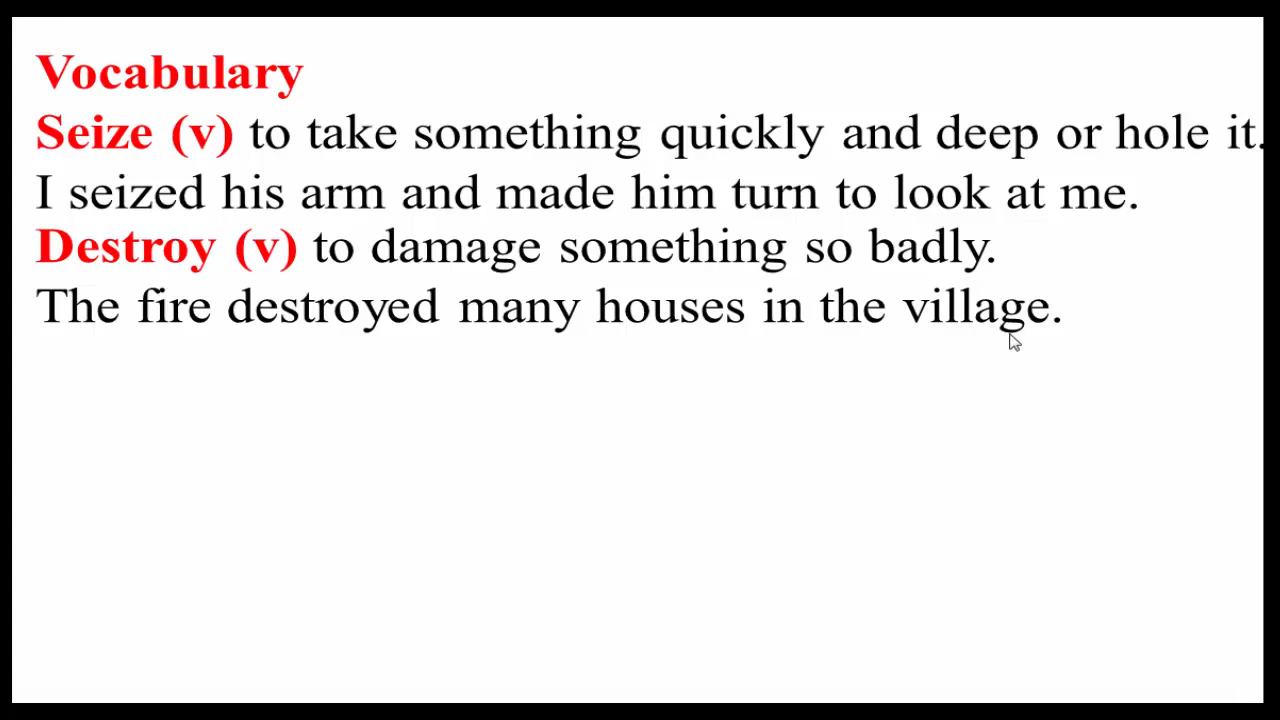 Vocabulary
Seize (v) to take something quickly and deep or hole it.
I seized his arm and made him turn to look at me.
Destroy (v) to damage something so badly.
The fire destroyed many houses in the village.